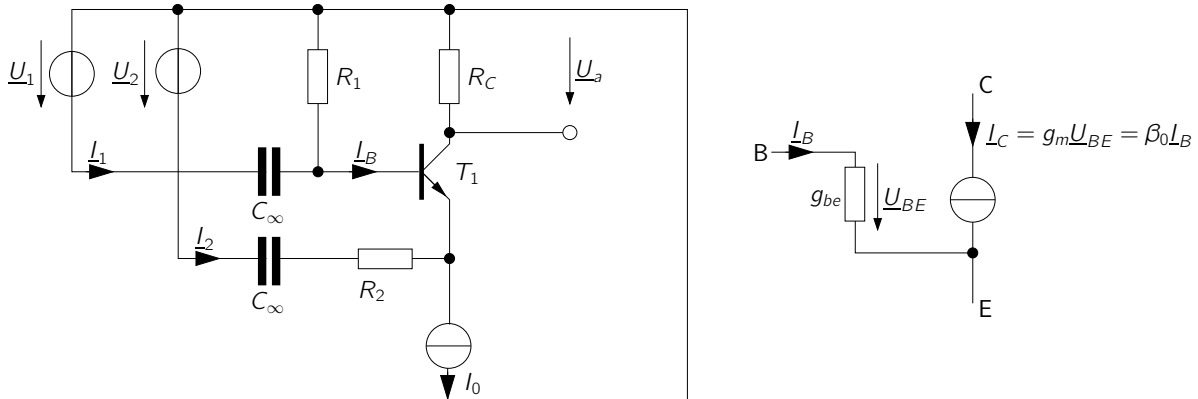 U1
U2
R1
RC
Ua
I1
IB
T1
C∞
I2
C∞
R2
I0
C
IC = gmUBE = β0IB
IB
B
gbe
UBE
E